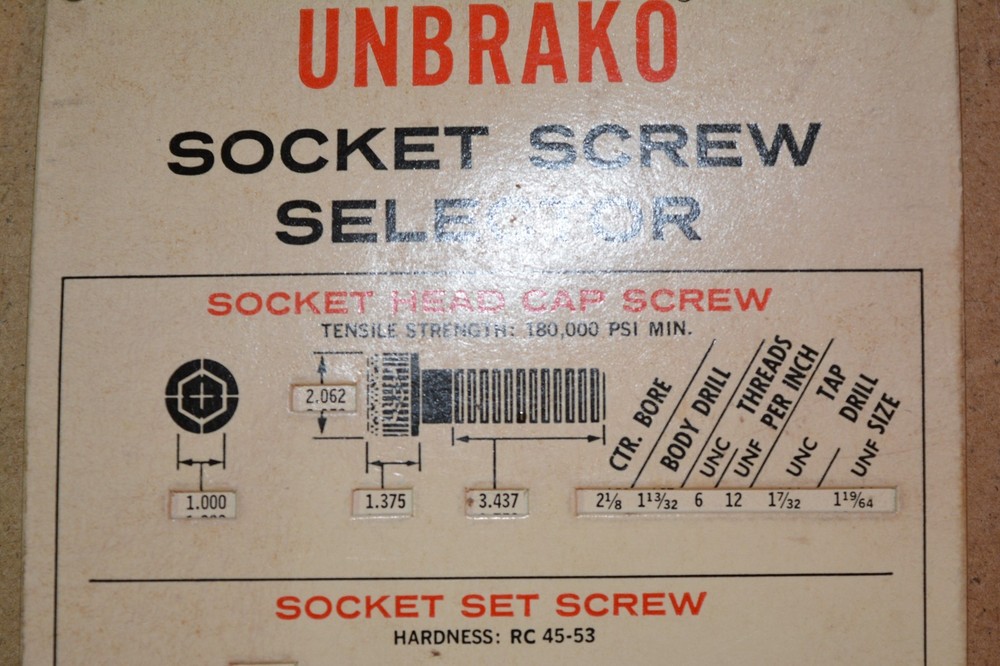 UNBRAKO
SOCKET SCREW
SELECTOR
SOCKET HEAD CAP SCREW
TENSILE STRENGTH: 180,000 PSI MIN.
2.062
CTR. BORE
BODY DRILL
UNC
UNF
THREADS
PER INCH
UNC
TAP
DRILL
SIZE
UNF
1.000
1.375
3.437
2⅛ 1¹³⁄₃₂ 6 12 1⁷⁄₃₂ 1¹⁹⁄₆₄
SOCKET SET SCREW
HARDNESS: RC 45-53